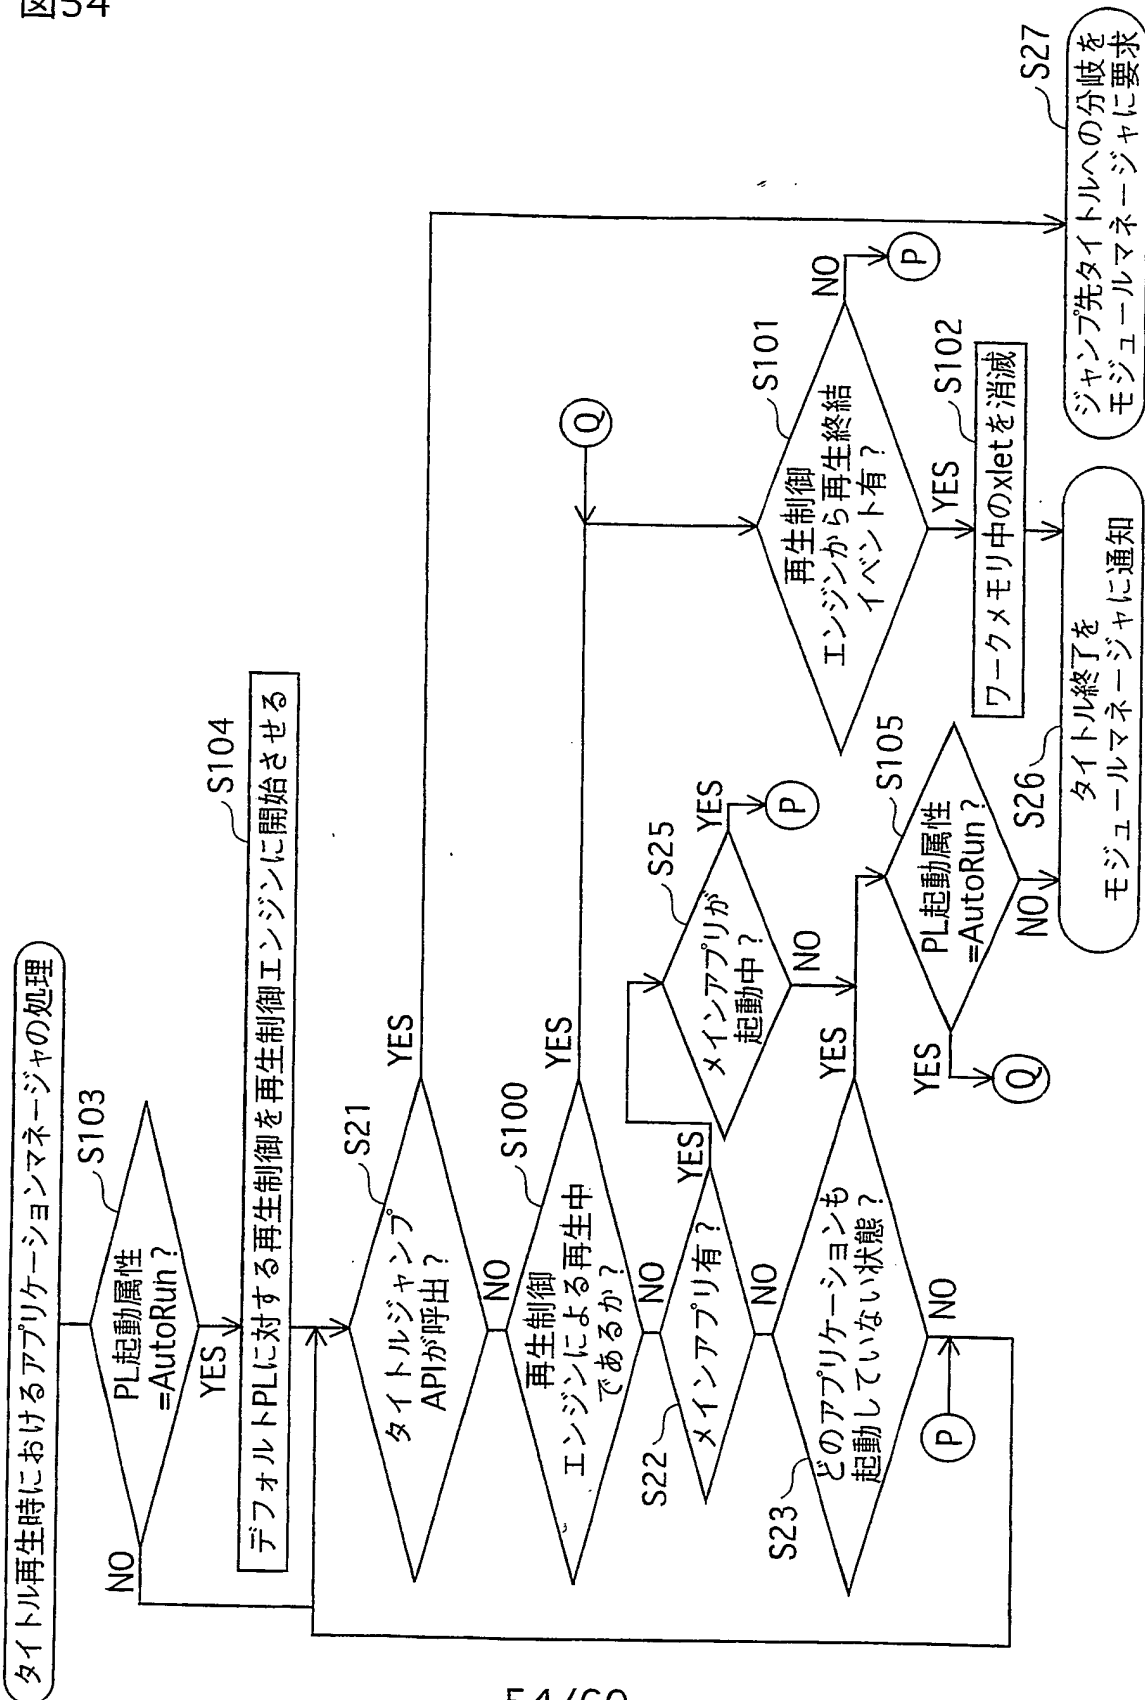 図54
タイトル再生時におけるアプリケーションマネージャの処理
S103
PL起動属性
=AutoRun?
NO
YES
S104
デフォルトPLに対する再生制御を再生制御エンジンに開始させる
S21
タイトルジャンプ
APIが呼出?
YES
NO
S100
再生制御
エンジンによる再生中
であるか?
YES
NO
S22
メインアプリ有?
YES
NO
S25
メインアプリが
起動中?
YES
P
NO
S23
どのアプリケーションも
起動していない状態?
YES
NO
P
S105
PL起動属性
=AutoRun?
YES
Q
NO
Q
S101
再生制御
エンジンから再生終結
イベント有?
NO
P
YES
S102
ワークメモリ中のxletを消滅
S26
タイトル終了を
モジュールマネージャに通知
S27
ジャンプ先タイトルへの分岐を
モジュールマネージャに要求
54/60